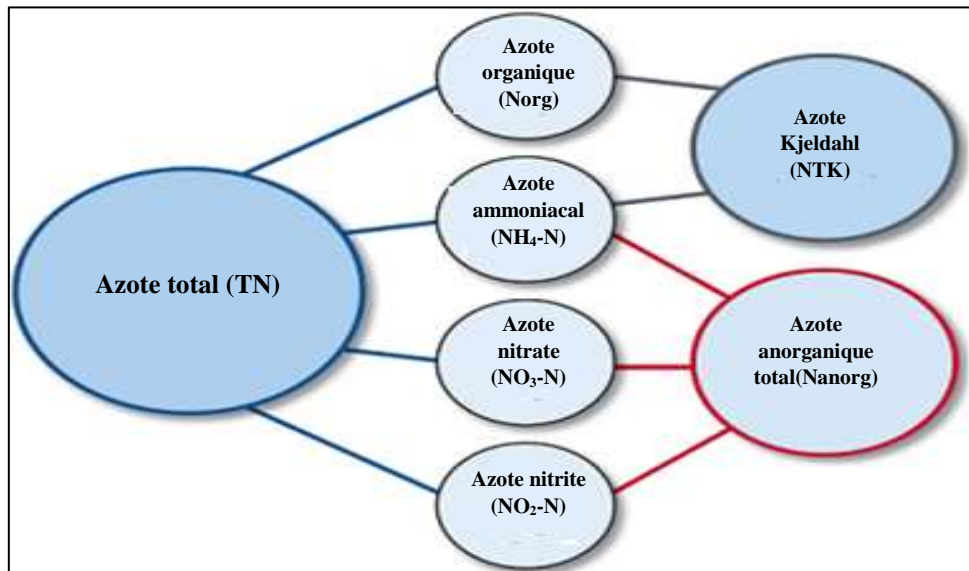 Azote
organique
(Norg)
Azote
Kjeldahl
(NTK)
Azote
ammoniacal
(NH₄-N)
Azote total (TN)
Azote
nitrate
(NO₃-N)
Azote
anorganique
total(Nanorg)
Azote nitrite
(NO₂-N)